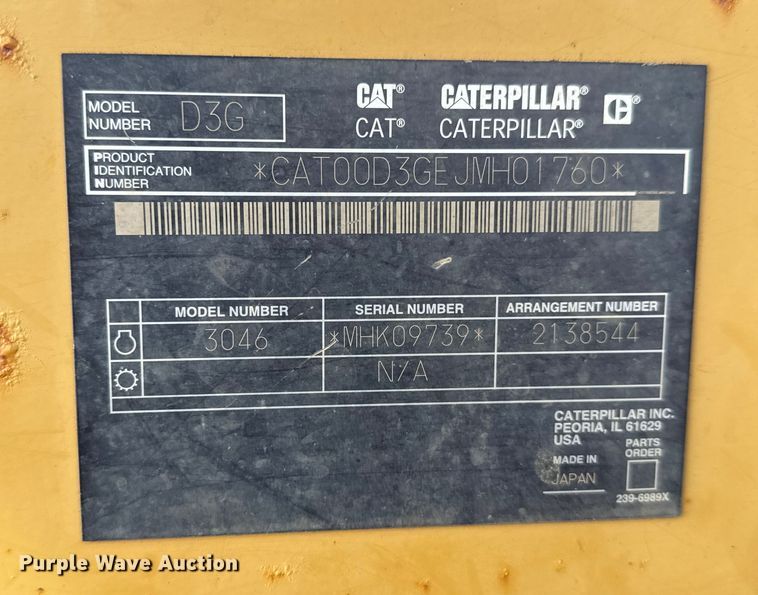 MODEL NUMBER D3G
CAT® CATERPILLAR® C®
CAT® CATERPILLAR®
PRODUCT IDENTIFICATION NUMBER *CAT00D3GEJMH01760*
MODEL NUMBER SERIAL NUMBER ARRANGEMENT NUMBER
3046 *MHK09739* 2138544
N/A
CATERPILLAR INC.
PEORIA, IL 61629
USA
PARTS ORDER
MADE IN
JAPAN
239-6989X
Purple Wave Auction